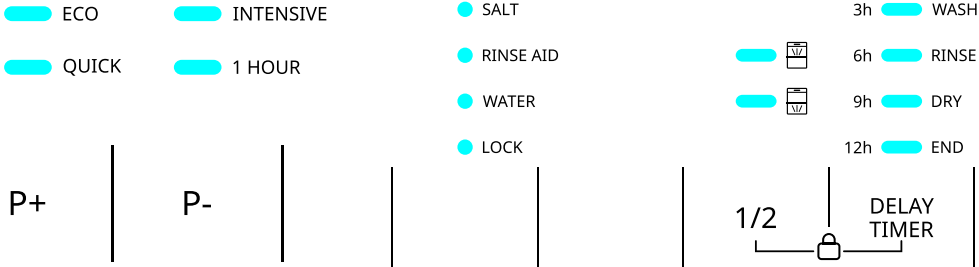 ECO
INTENSIVE
QUICK
1 HOUR
SALT
RINSE AID
WATER
LOCK
3h WASH
6h RINSE
9h DRY
12h END
P+
P-
1/2
DELAY
TIMER